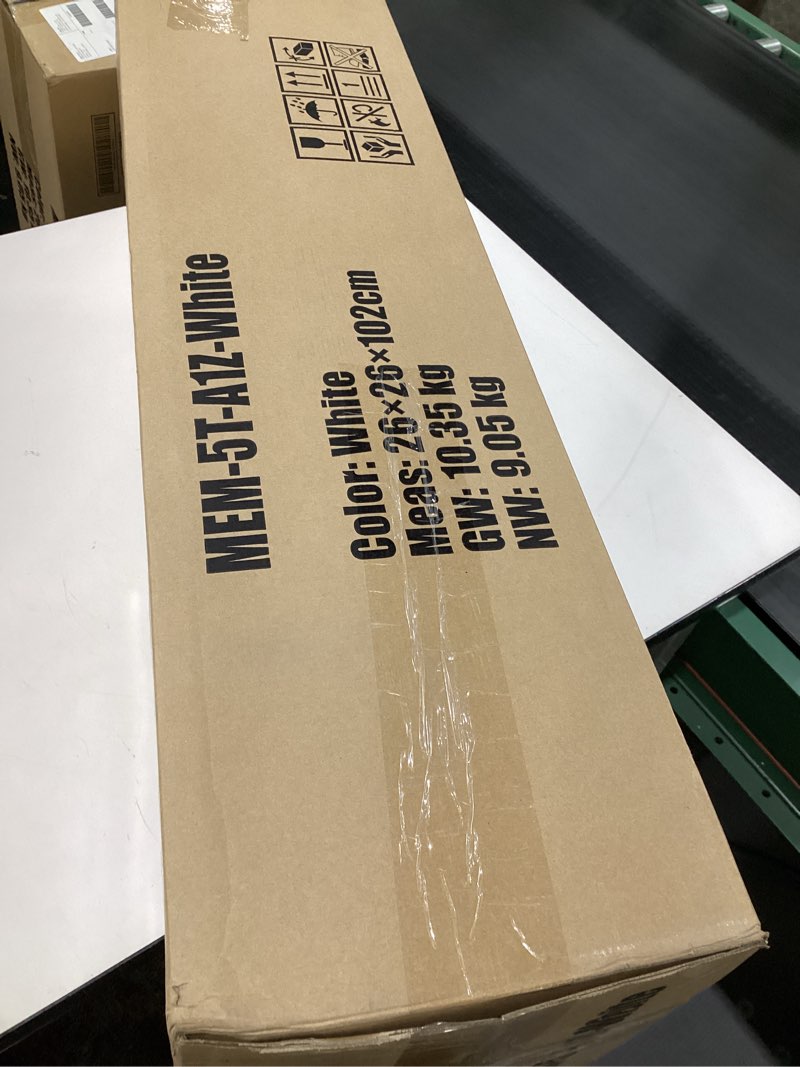 MEM-5T-A1Z-White
Color: White
Meas: 26×26×102cm
GW: 10.35 kg
NW: 9.05 kg